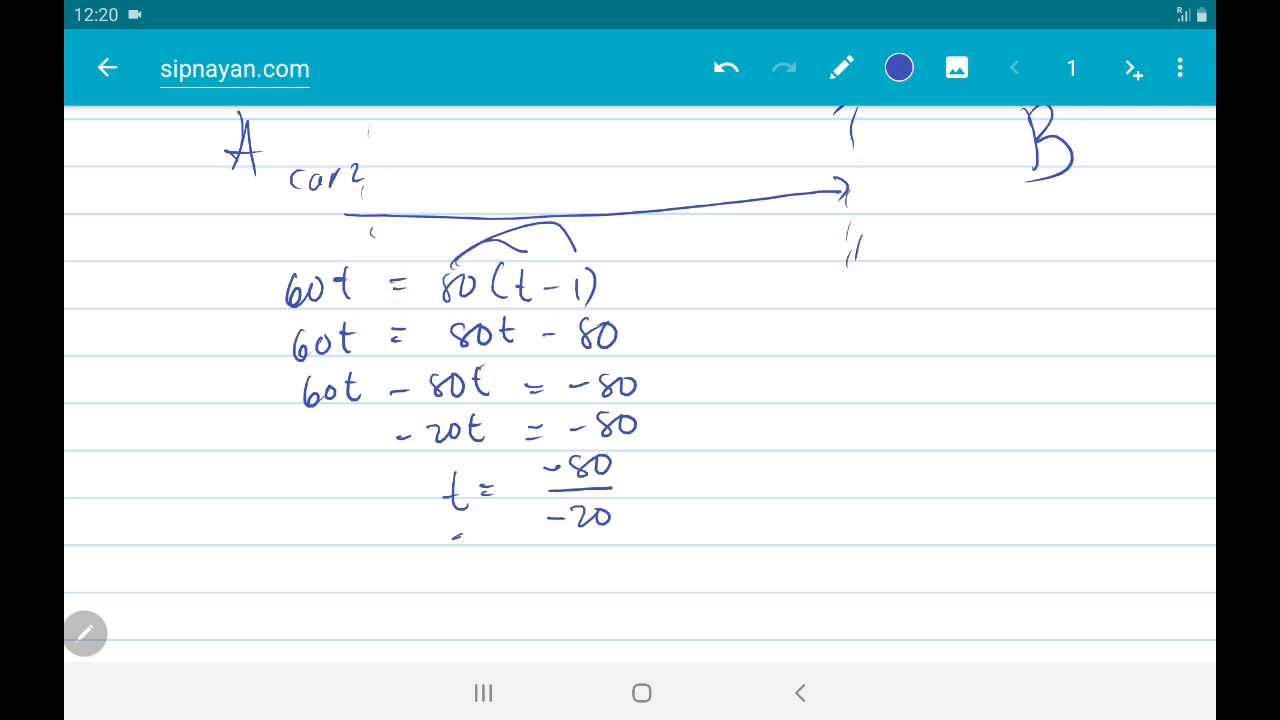 12:20
sipnayan.com
1
A
B
car 2
60t = 80(t - 1)
60t = 80t - 80
60t - 80t = -80
-20t = -80
t = -80/-20